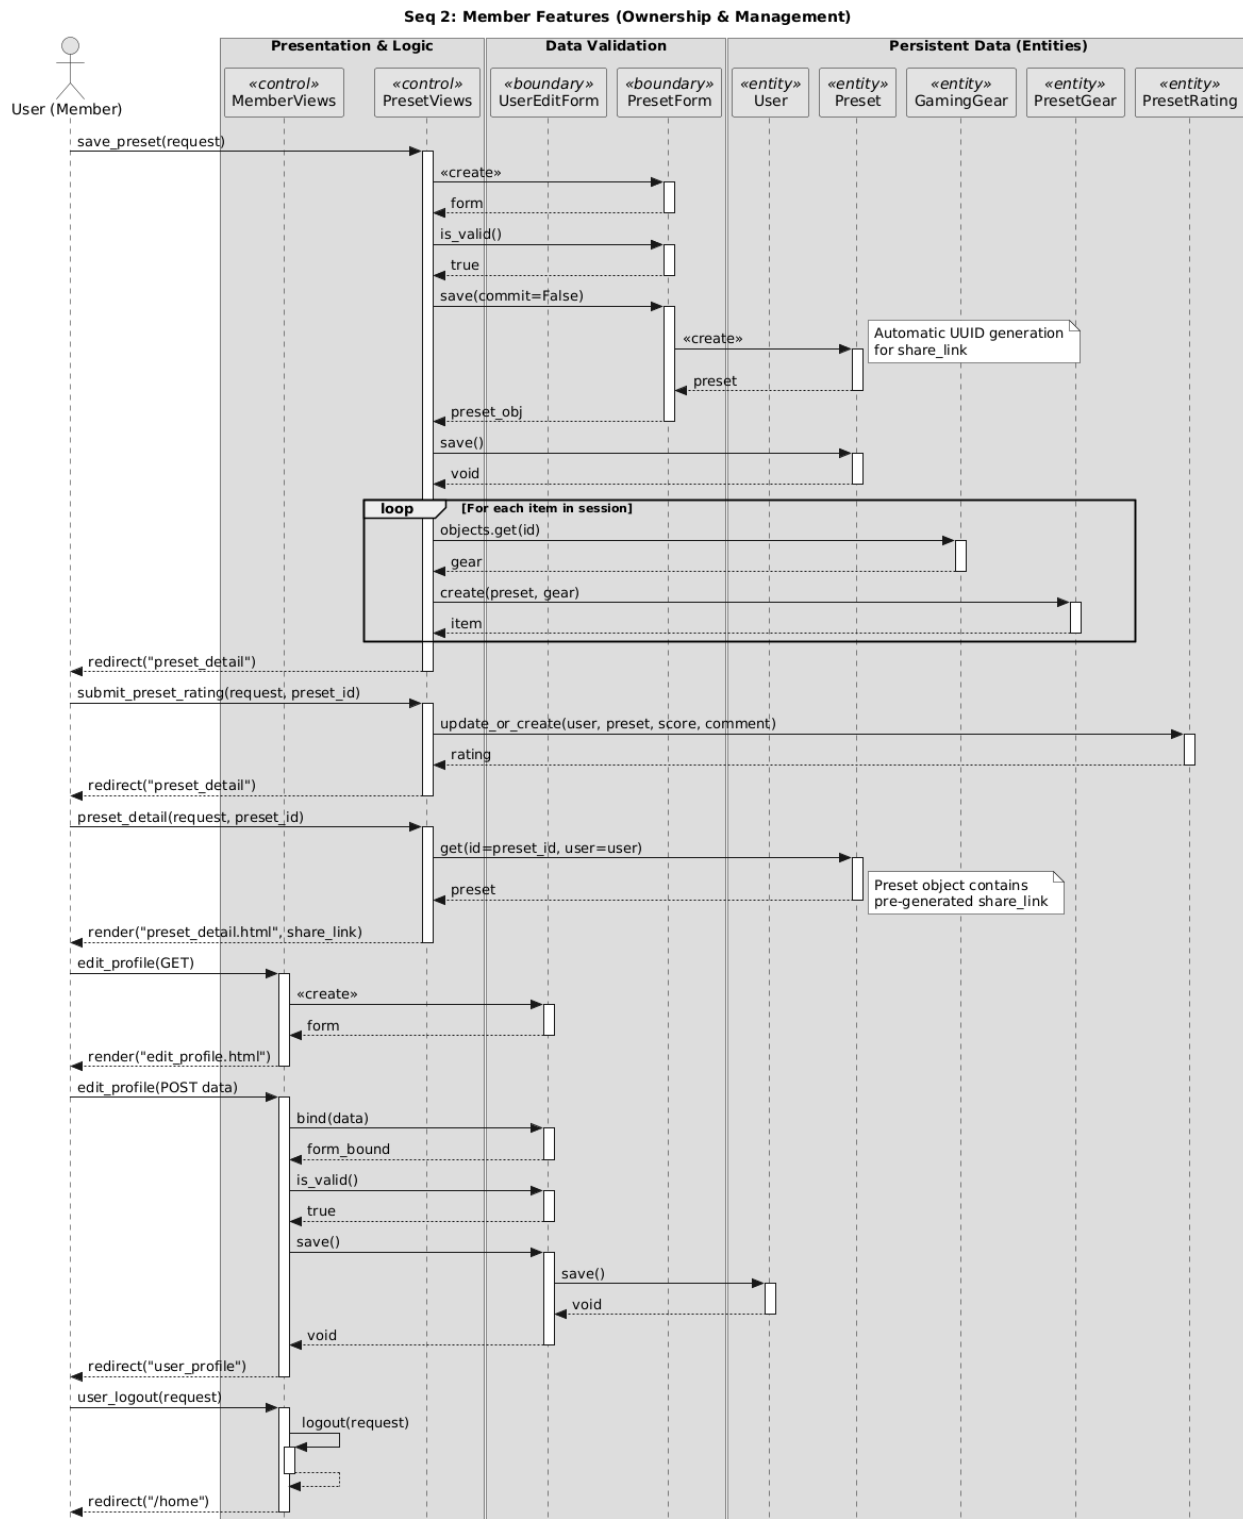 Seq 2: Member Features (Ownership & Management)
Presentation & Logic
Data Validation
Persistent Data (Entities)
User (Member)
«control»
MemberViews
«control»
PresetViews
«boundary»
UserEditForm
«boundary»
PresetForm
«entity»
User
«entity»
Preset
«entity»
GamingGear
«entity»
PresetGear
«entity»
PresetRating
save_preset(request)
«create»
form
is_valid()
true
save(commit=False)
«create»
Automatic UUID generation
for share_link
preset
preset_obj
save()
void
loop
[For each item in session]
objects.get(id)
gear
create(preset, gear)
item
redirect("preset_detail")
submit_preset_rating(request, preset_id)
update_or_create(user, preset, score, comment)
rating
redirect("preset_detail")
preset_detail(request, preset_id)
get(id=preset_id, user=user)
preset
Preset object contains
pre-generated share_link
render("preset_detail.html", share_link)
edit_profile(GET)
«create»
form
render("edit_profile.html")
edit_profile(POST data)
bind(data)
form_bound
is_valid()
true
save()
save()
void
void
redirect("user_profile")
user_logout(request)
logout(request)
redirect("/home")